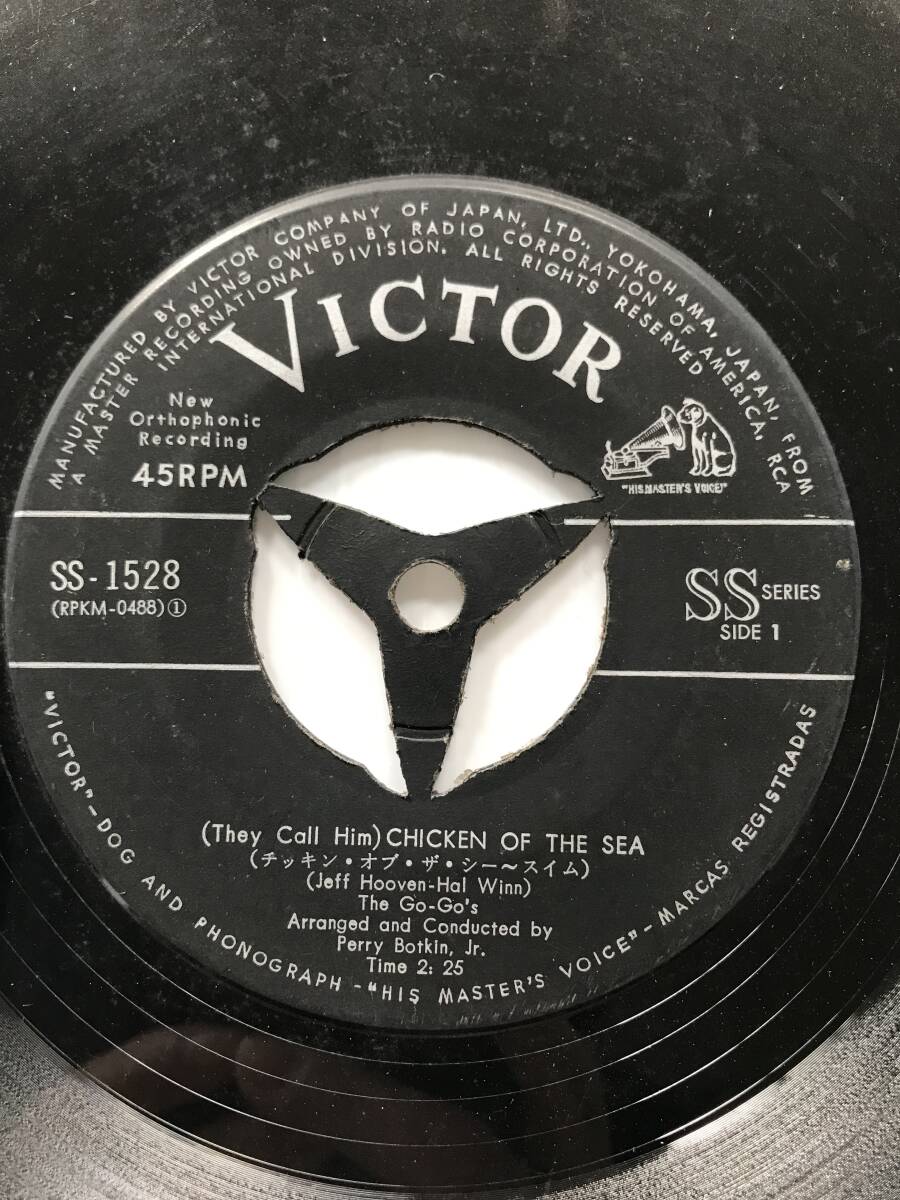 MANUFACTURED BY VICTOR COMPANY OF JAPAN, LTD., YOKOHAMA, JAPAN, FROM
A MASTER RECORDING OWNED BY RADIO CORPORATION OF AMERICA, RCA
INTERNATIONAL DIVISION. ALL RIGHTS RESERVED
VICTOR
New
Orthophonic
Recording
45RPM
"HIS MASTER'S VOICE"
SS-1528
(RPKM-0488)①
SS SERIES
SIDE 1
(They Call Him) CHICKEN OF THE SEA
(チッキン・オブ・ザ・シー〜スイム)
(Jeff Hooven-Hal Winn)
The Go-Go's
Arranged and Conducted by
Perry Botkin, Jr.
Time 2: 25
"VICTOR"-DOG AND PHONOGRAPH-"HIS MASTER'S VOICE"-MARCAS REGISTRADAS